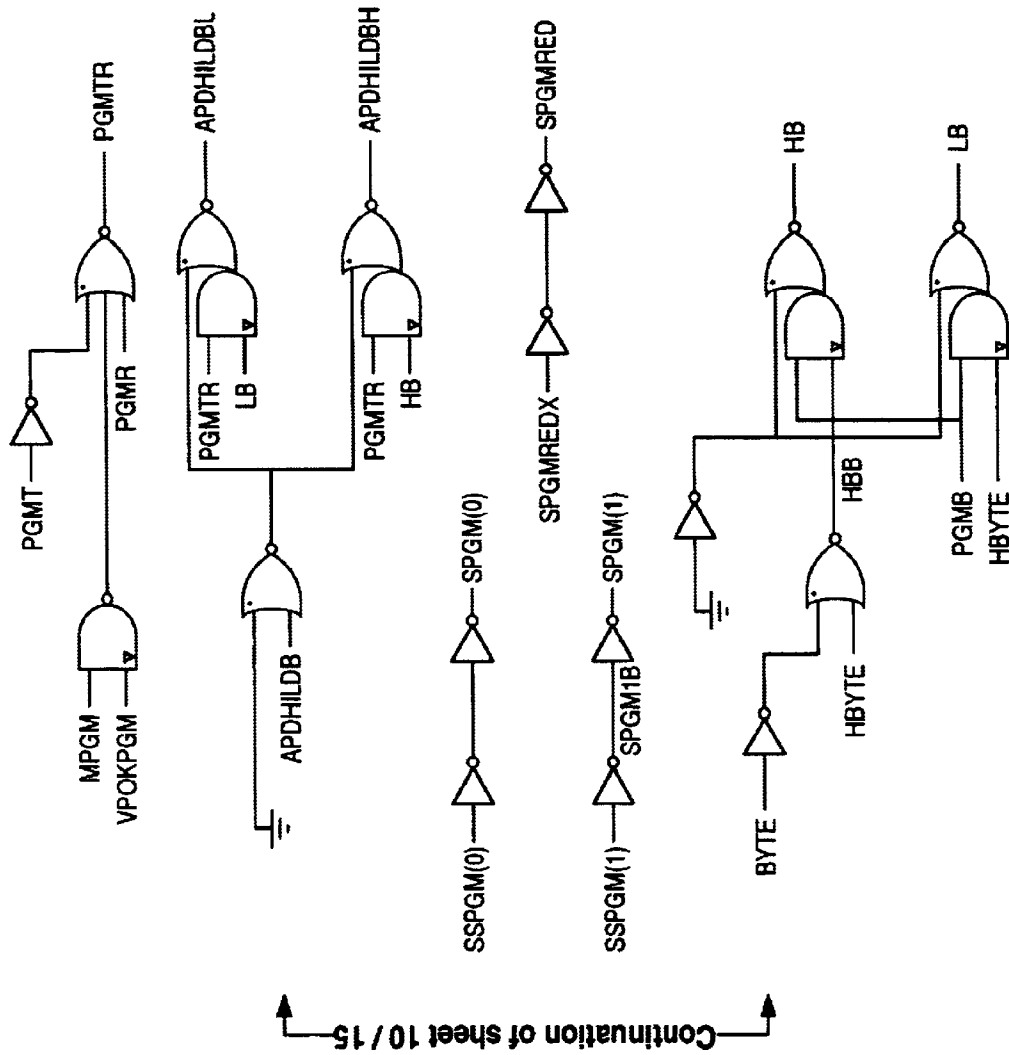 PGMT
PGMTR
MPGM
VPOKPGM
PGMR
APDHILDBL
PGMTR
LB
APDHILDB
APDHILDBH
PGMTR
HB
SSPGM(0)
SPGM(0)
SPGMREDX
SPGMRED
SSPGM(1)
SPGM1B
SPGM(1)
HB
BYTE
HBYTE
HBB
PGMB
HBYTE
LB
Continuation of sheet 10 / 15